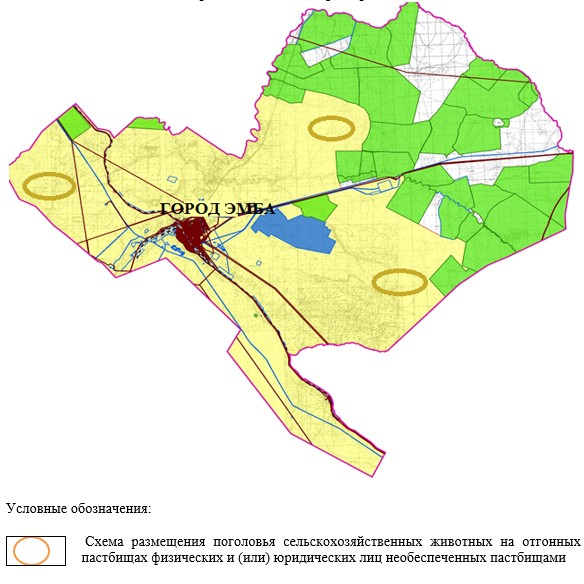 ГОРОД ЭМБА
Условные обозначения:
Схема размещения поголовья сельскохозяйственных животных на отгонных
пастбищах физических и (или) юридических лиц необеспеченных пастбищами